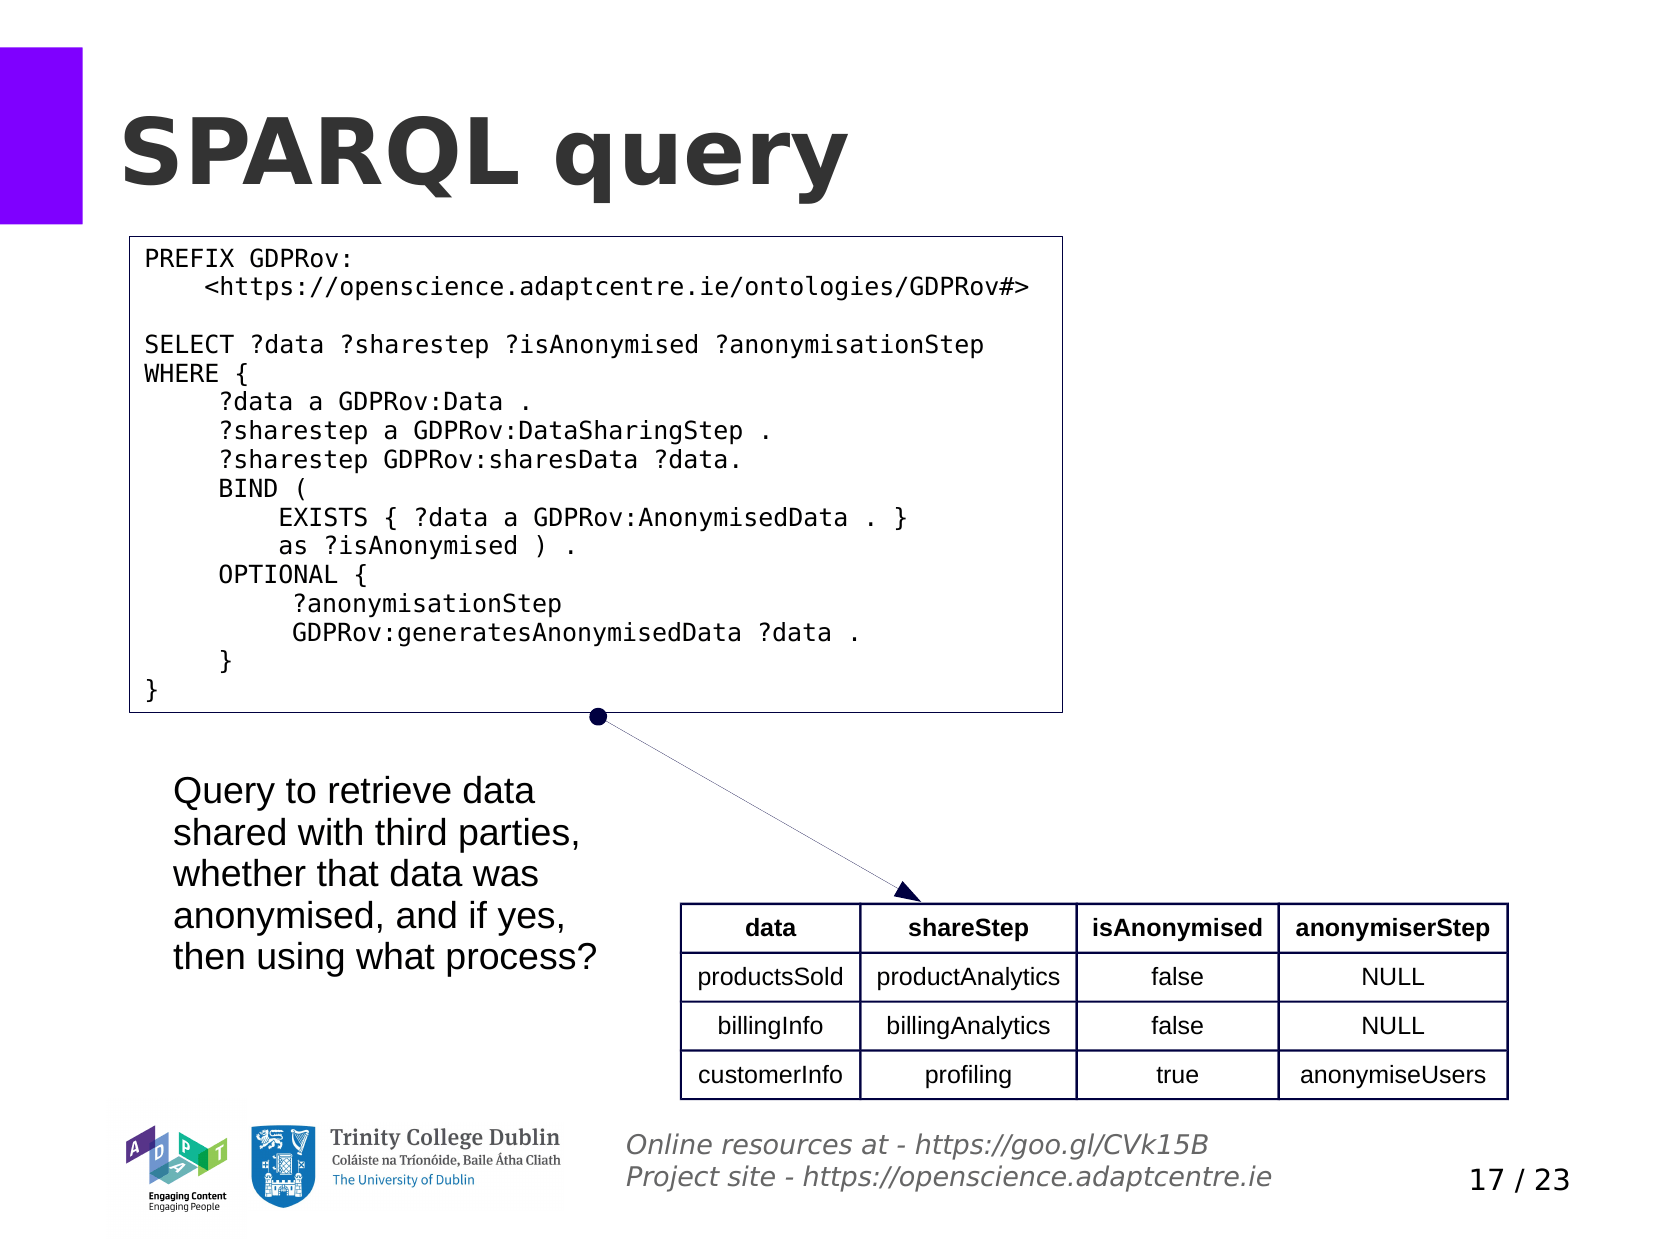 SPARQL query
PREFIX GDPRov:
<https://openscience.adaptcentre.ie/ontologies/GDPRov#>
SELECT ?data ?sharestep ?isAnonymised ?anonymisationStep
WHERE {
?data a GDPRov:Data .
?sharestep a GDPRov:DataSharingStep .
?sharestep GDPRov:sharesData ?data.
BIND (
EXISTS { ?data a GDPRov:AnonymisedData . }
as ?isAnonymised ) .
OPTIONAL {
?anonymisationStep
GDPRov:generatesAnonymisedData ?data .
}
}
Query to retrieve data
shared with third parties,
whether that data was
anonymised, and if yes,
then using what process?
data shareStep isAnonymised anonymiserStep
productsSold productAnalytics false NULL
billingInfo billingAnalytics false NULL
customerInfo profiling true anonymiseUsers
ADAPT
Engaging Content
Engaging People
Trinity College Dublin
Coláiste na Tríonóide, Baile Átha Cliath
The University of Dublin
Online resources at - https://goo.gl/CVk15B
Project site - https://openscience.adaptcentre.ie
17 / 23